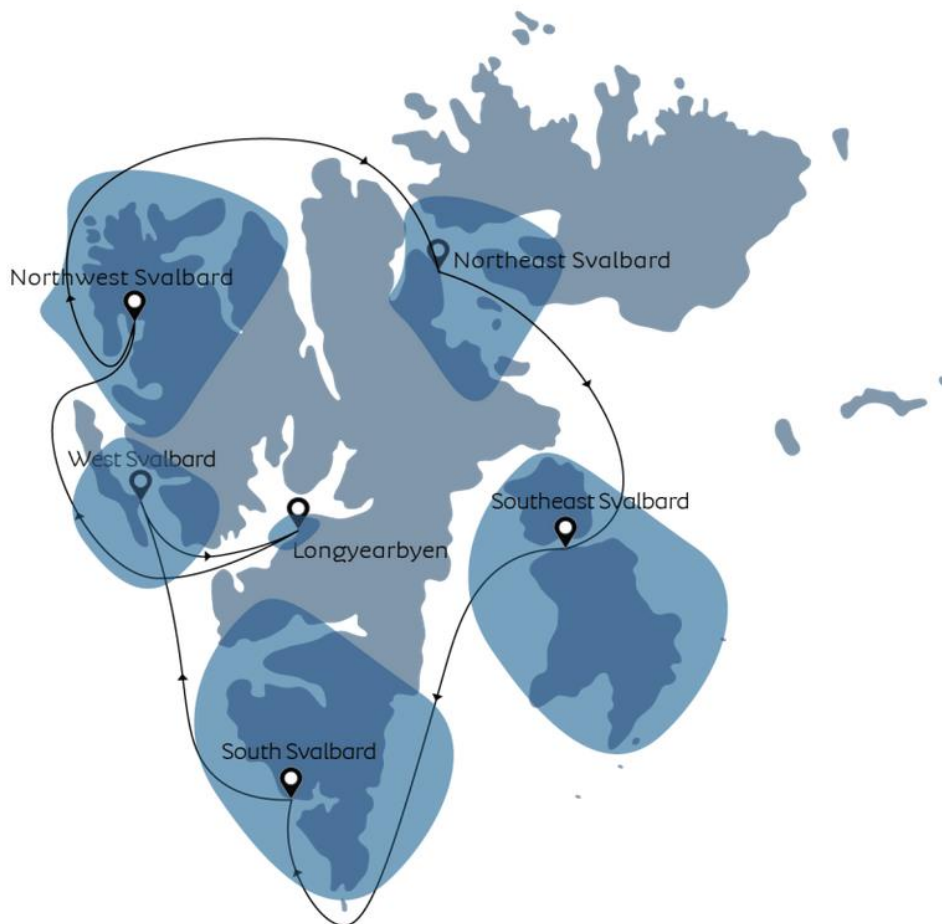 Northeast Svalbard
Northwest Svalbard
West Svalbard
Southeast Svalbard
Longyearbyen
South Svalbard